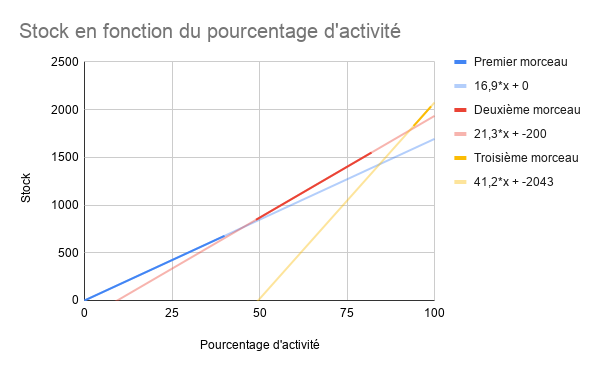 Stock en fonction du pourcentage d'activité
2500
2000
1500
1000
500
0
Stock
0 25 50 75 100
Pourcentage d'activité
Premier morceau
16,9*x + 0
Deuxième morceau
21,3*x + -200
Troisième morceau
41,2*x + -2043